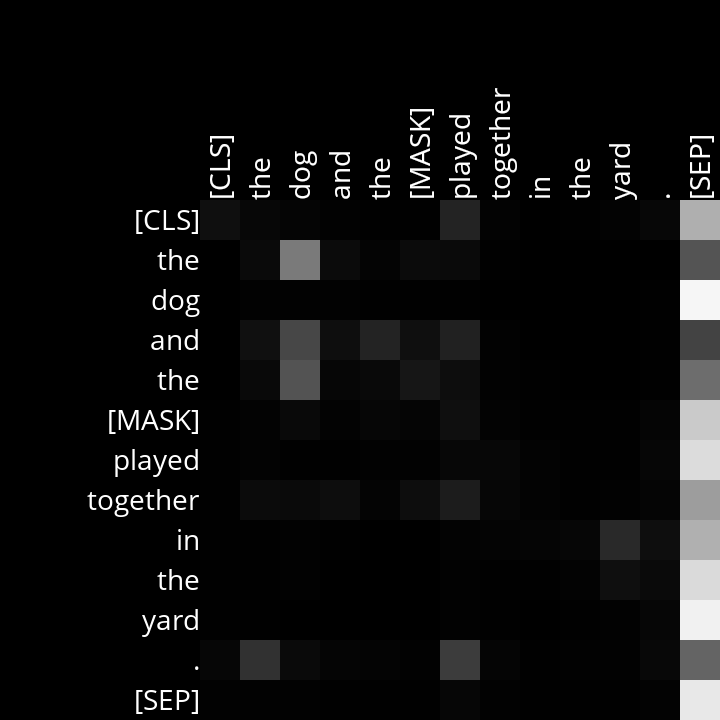 [CLS] the dog and the [MASK] played together in the yard . [SEP]
[CLS]
the
dog
and
the
[MASK]
played
together
in
the
yard
.
[SEP]